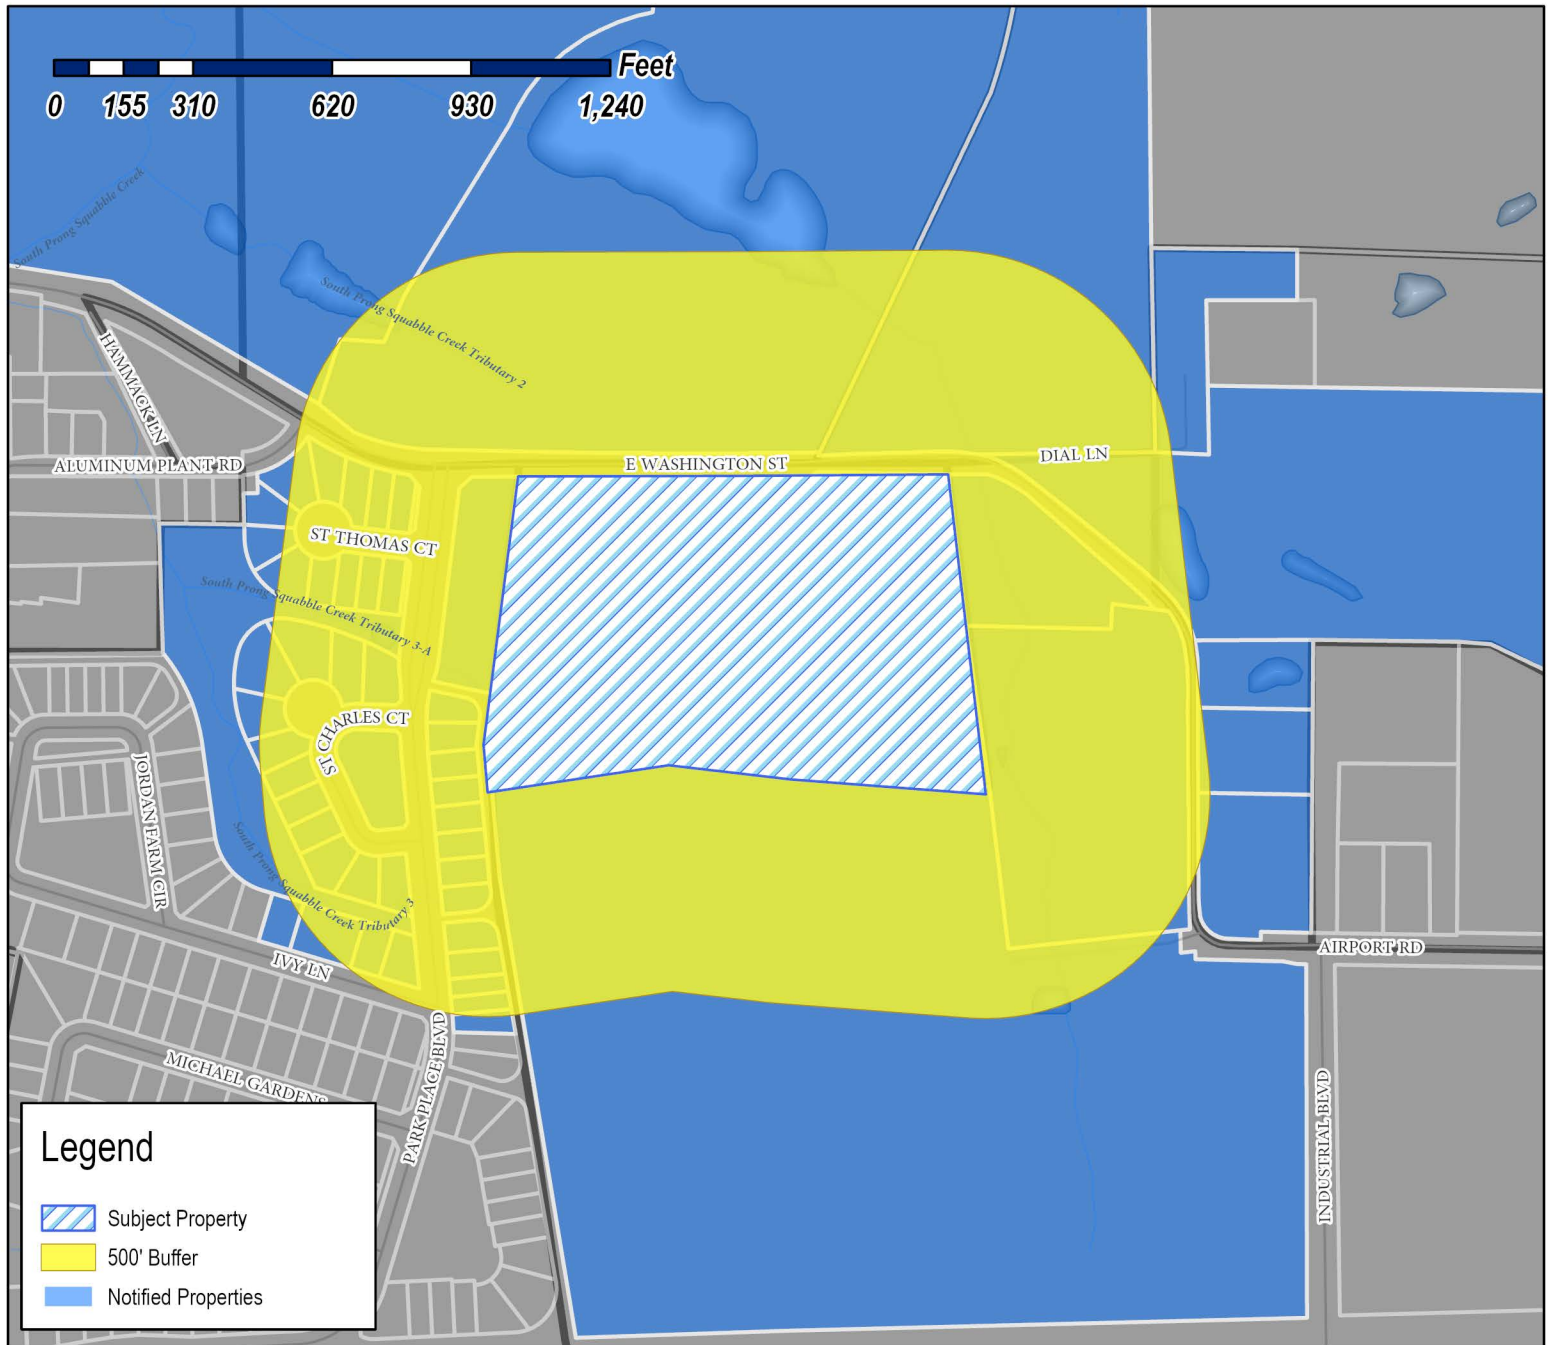 Feet
0 155 310 620 930 1,240
South Prong Squabble Creek
South Prong Squabble Creek Tributary 2
HAMMACK LN
ALUMINUM PLANT RD
E WASHINGTON ST
DIAL LN
ST THOMAS CT
South Prong Squabble Creek Tributary 3-A
ST CHARLES CT
JORDAN FARM CIR
South Prong Squabble Creek Tributary 3
IVY LN
AIRPORT RD
MICHAEL GARDENS
PARK PLACE BLVD
INDUSTRIAL BLVD
Legend
Subject Property
500' Buffer
Notified Properties